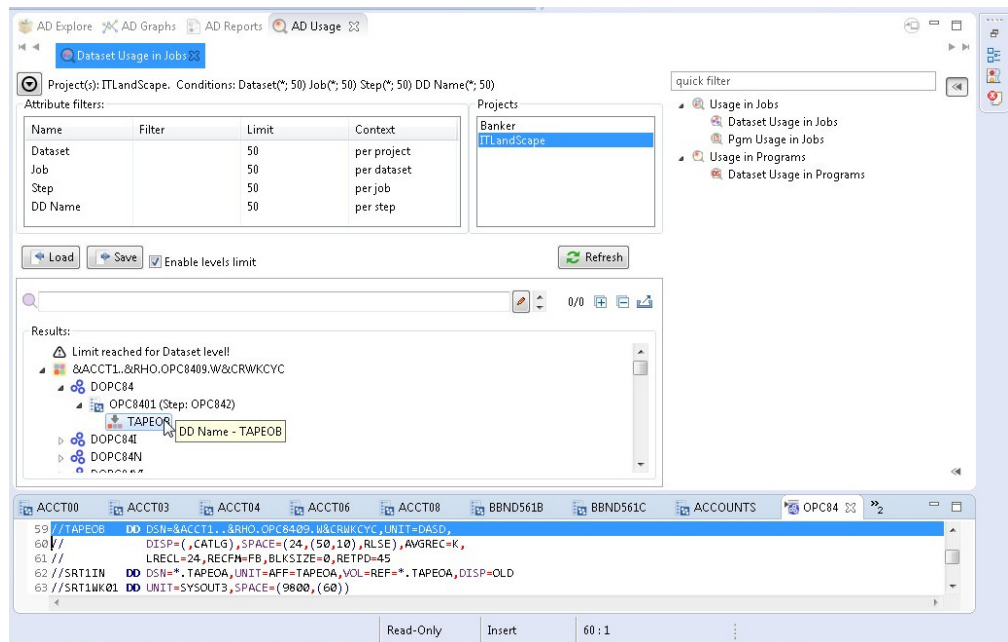 AD Explore AD Graphs AD Reports AD Usage
Dataset Usage in Jobs
Project(s): ITLandScape. Conditions: Dataset(*; 50) Job(*; 50) Step(*; 50) DD Name(*; 50)
quick filter
Attribute filters:
Projects
Name Filter Limit Context
Dataset 50 per project
Job 50 per dataset
Step 50 per job
DD Name 50 per step
Banker
ITLandScape
Usage in Jobs
Dataset Usage in Jobs
Pgm Usage in Jobs
Usage in Programs
Dataset Usage in Programs
Load Save Enable levels limit Refresh
0/0
Results:
Limit reached for Dataset level!
&ACCT1..&RHO.OPC8409.W&CRWKCYC
DOPC84
OPC8401 (Step: OPC842)
TAPEOB
DD Name - TAPEOB
DOPC84I
DOPC84N
ACCT00 ACCT03 ACCT04 ACCT06 ACCT08 BBND561B BBND561C ACCOUNTS OPC84 »2
59 //TAPEOB DD DSN=&ACCT1..&RHO.OPC8409.W&CRWKCYC,UNIT=DASD,
60 // DISP=(,CATLG),SPACE=(24,(50,10),RLSE),AVGREC=K,
61 // LRECL=24,RECFM=FB,BLKSIZE=0,RETPD=45
62 //SRT1IN DD DSN=*.TAPEOA,UNIT=AFF=TAPEOA,VOL=REF=*.TAPEOA,DISP=OLD
63 //SRT1WK01 DD UNIT=SYSOUT3,SPACE=(9800,(60))
Read-Only Insert 60 : 1